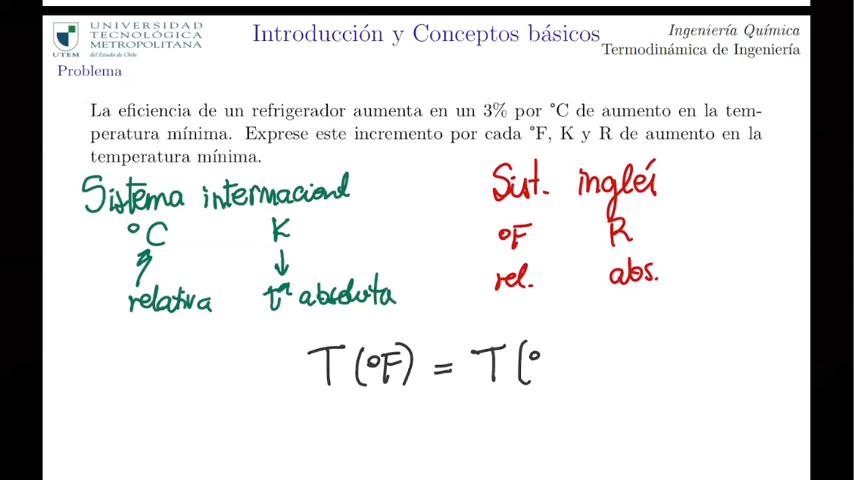 UNIVERSIDAD
TECNOLÓGICA
METROPOLITANA
del Estado de Chile
UTEM
Introducción y Conceptos básicos
Ingeniería Química
Termodinámica de Ingeniería
Problema
La eficiencia de un refrigerador aumenta en un 3% por °C de aumento en la tem-
peratura mínima. Exprese este incremento por cada °F, K y R de aumento en la
temperatura mínima.
Sistema internacional
°C K
relativa tª absoluta
Sist. inglés
°F R
rel. abs.
T (°F) = T (°